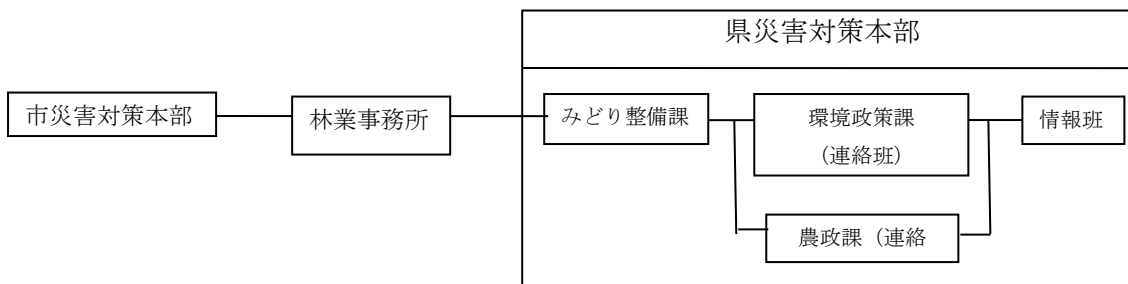 県災害対策本部
市災害対策本部
林業事務所
みどり整備課
環境政策課
（連絡班）
情報班
農政課（連絡